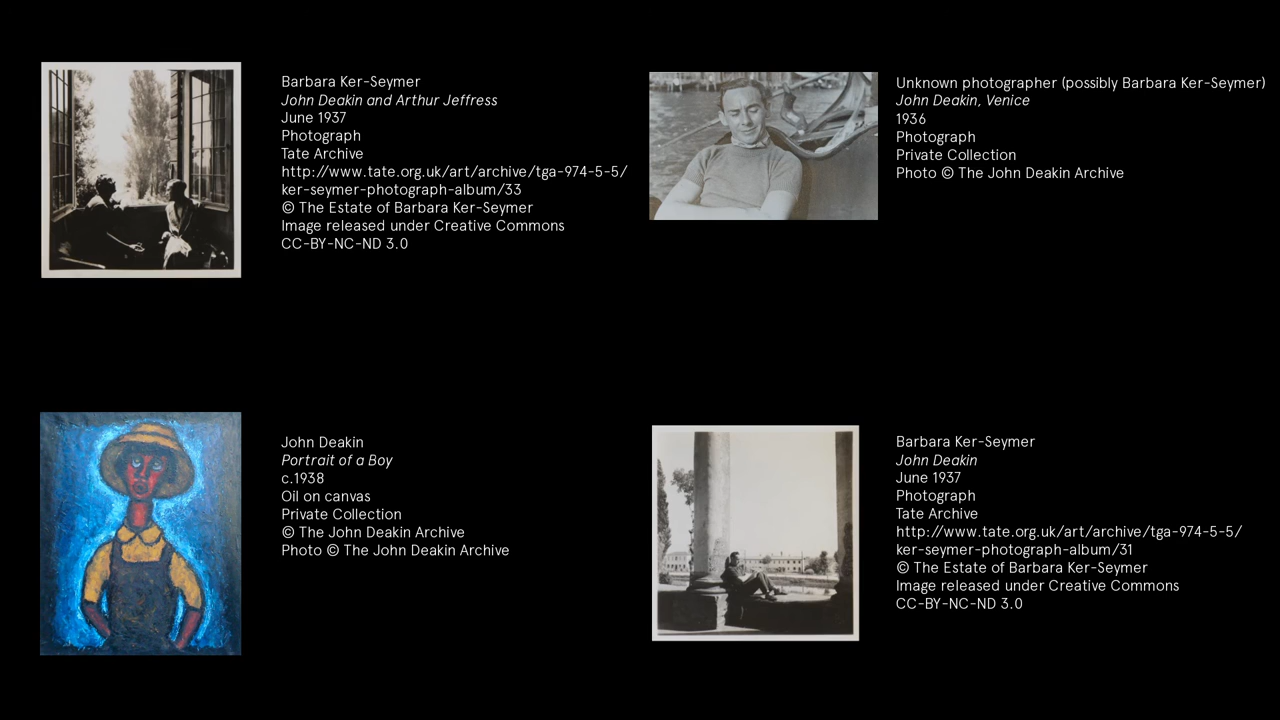 Barbara Ker-Seymer
John Deakin and Arthur Jeffress
June 1937
Photograph
Tate Archive
http://www.tate.org.uk/art/archive/tga-974-5-5/
ker-seymer-photograph-album/33
© The Estate of Barbara Ker-Seymer
Image released under Creative Commons
CC-BY-NC-ND 3.0
Unknown photographer (possibly Barbara Ker-Seymer)
John Deakin, Venice
1936
Photograph
Private Collection
Photo © The John Deakin Archive
John Deakin
Portrait of a Boy
c.1938
Oil on canvas
Private Collection
© The John Deakin Archive
Photo © The John Deakin Archive
Barbara Ker-Seymer
John Deakin
June 1937
Photograph
Tate Archive
http://www.tate.org.uk/art/archive/tga-974-5-5/
ker-seymer-photograph-album/31
© The Estate of Barbara Ker-Seymer
Image released under Creative Commons
CC-BY-NC-ND 3.0